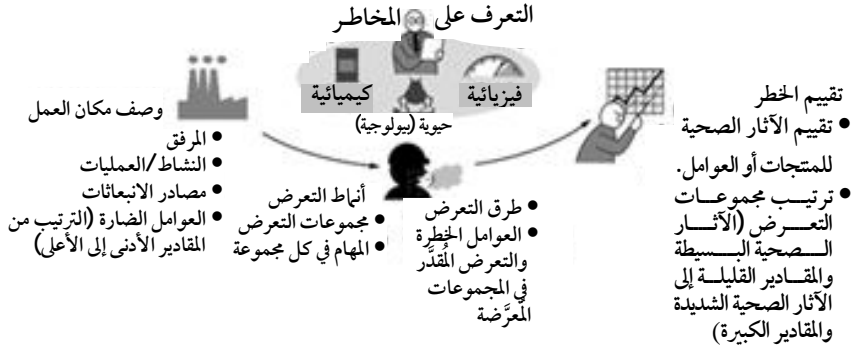 التعرف على المخاطر
كيميائية
فيزيائية
حيوية (بيولوجية)
وصف مكان العمل
• المرفق
• النشاط/العمليات
• مصادر الانبعاثات
• العوامل الضارة (الترتيب من
المقادير الأدنى إلى الأعلى)
أنماط التعرض
• مجموعات التعرض
• المهام في كل مجموعة
• طرق التعرض
• العوامل الخطرة
والتعرض المُقدَّر
في المجموعات
المعرَّضة
تقييم الخطر
• تقييم الآثار الصحية
للمنتجات أو العوامل.
• ترتيب مجموعات
التعرض (الآثار
الصحية البسيطة
والمقادير القليلة إلى
الآثار الصحية الشديدة
والمقادير الكبيرة)